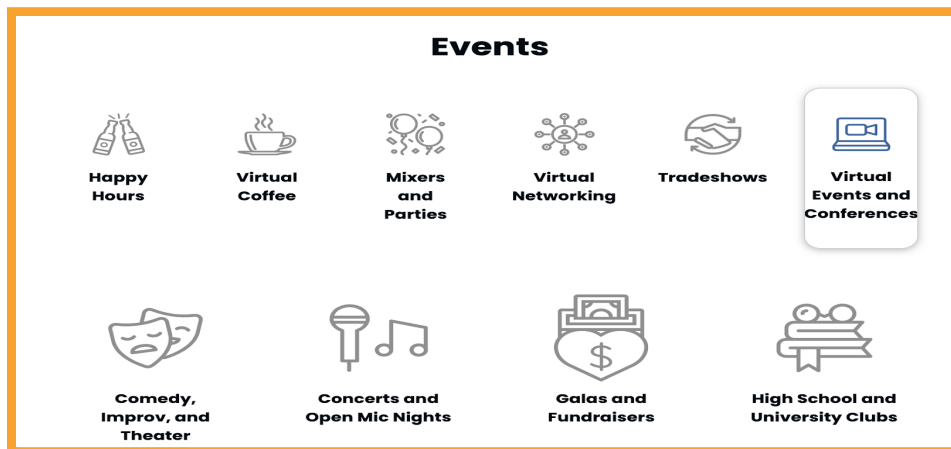 Events
Happy
Hours
Virtual
Coffee
Mixers
and
Parties
Virtual
Networking
Tradeshows
Virtual
Events and
Conferences
Comedy,
Improv, and
Theater
Concerts and
Open Mic Nights
$
Galas and
Fundraisers
High School and
University Clubs